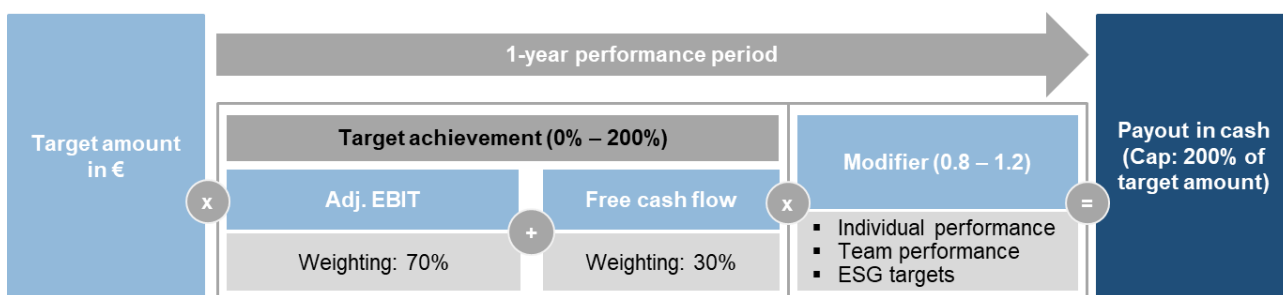 1-year performance period
Target amount
in €
x
Target achievement (0% – 200%)
Adj. EBIT
Weighting: 70%
+
Free cash flow
Weighting: 30%
x
Modifier (0.8 – 1.2)
▪ Individual performance
▪ Team performance
▪ ESG targets
=
Payout in cash
(Cap: 200% of
target amount)